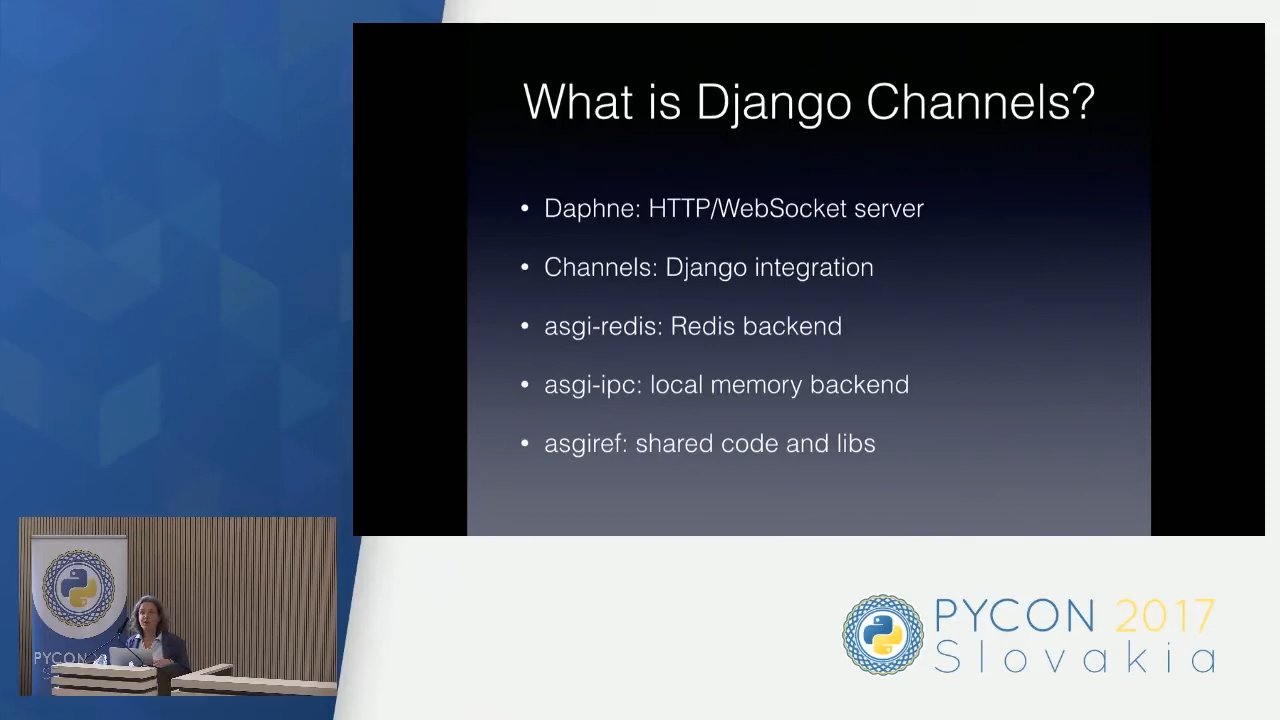 What is Django Channels?
• Daphne: HTTP/WebSocket server
• Channels: Django integration
• asgi-redis: Redis backend
• asgi-ipc: local memory backend
• asgiref: shared code and libs
PYCON
PYCON 2017
Slovakia